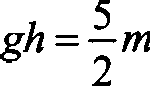 gh = 5/2 m